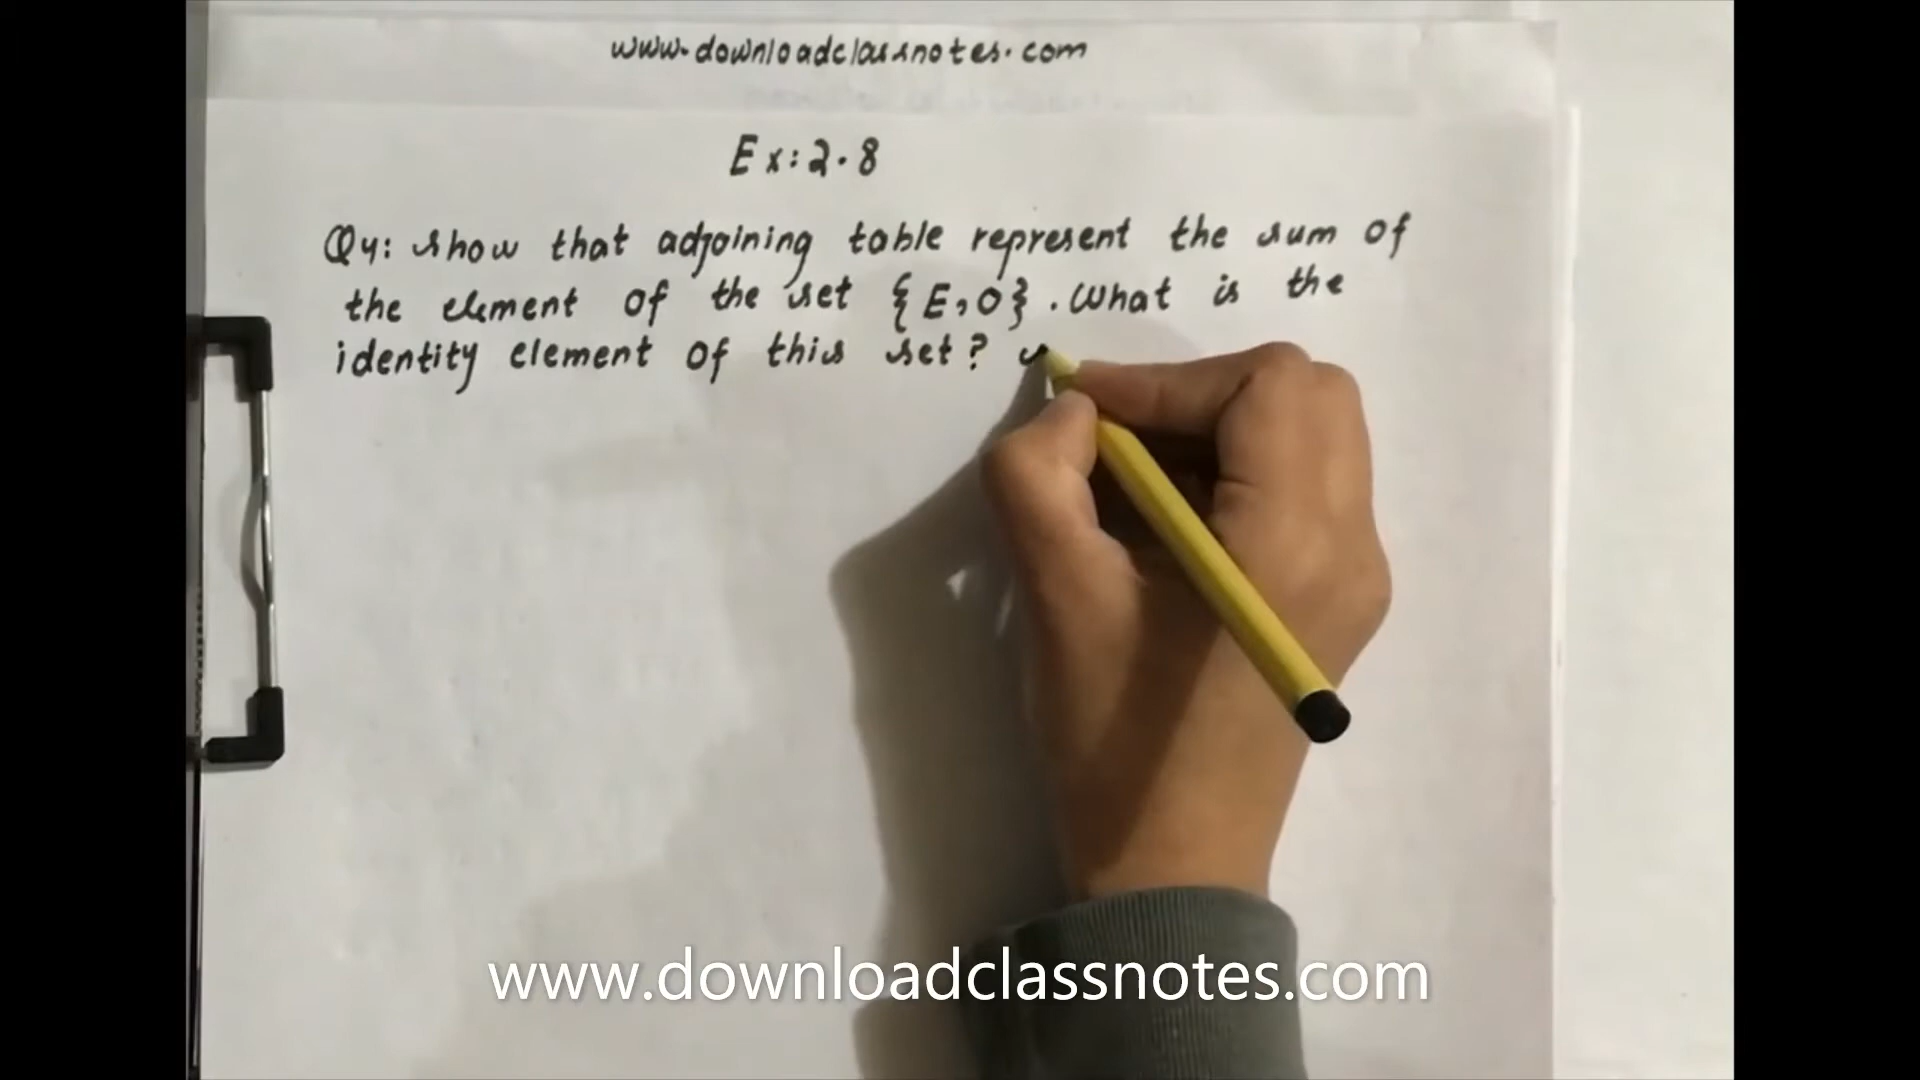 www.downloadclassnotes.com
Ex:2.8
Q4: show that adjoining table represent the sum of
the element of the set {E,O}. What is the
identity element of this set?
www.downloadclassnotes.com